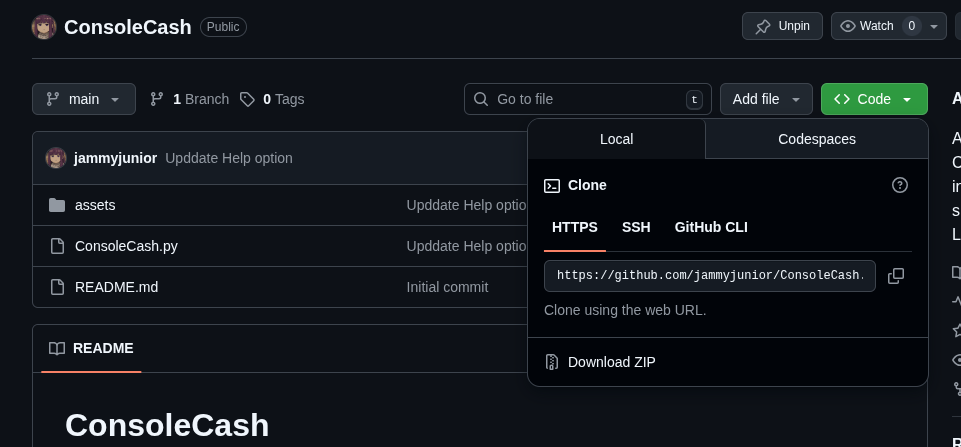 ConsoleCash Public Unpin Watch 0
main 1 Branch 0 Tags Go to file t Add file Code
Local Codespaces
jammyjunior Upddate Help option
Clone
assets Upddate Help optio
HTTPS SSH GitHub CLI
ConsoleCash.py Upddate Help optio
https://github.com/jammyjunior/ConsoleCash.
README.md Initial commit
Clone using the web URL.
README
Download ZIP
ConsoleCash